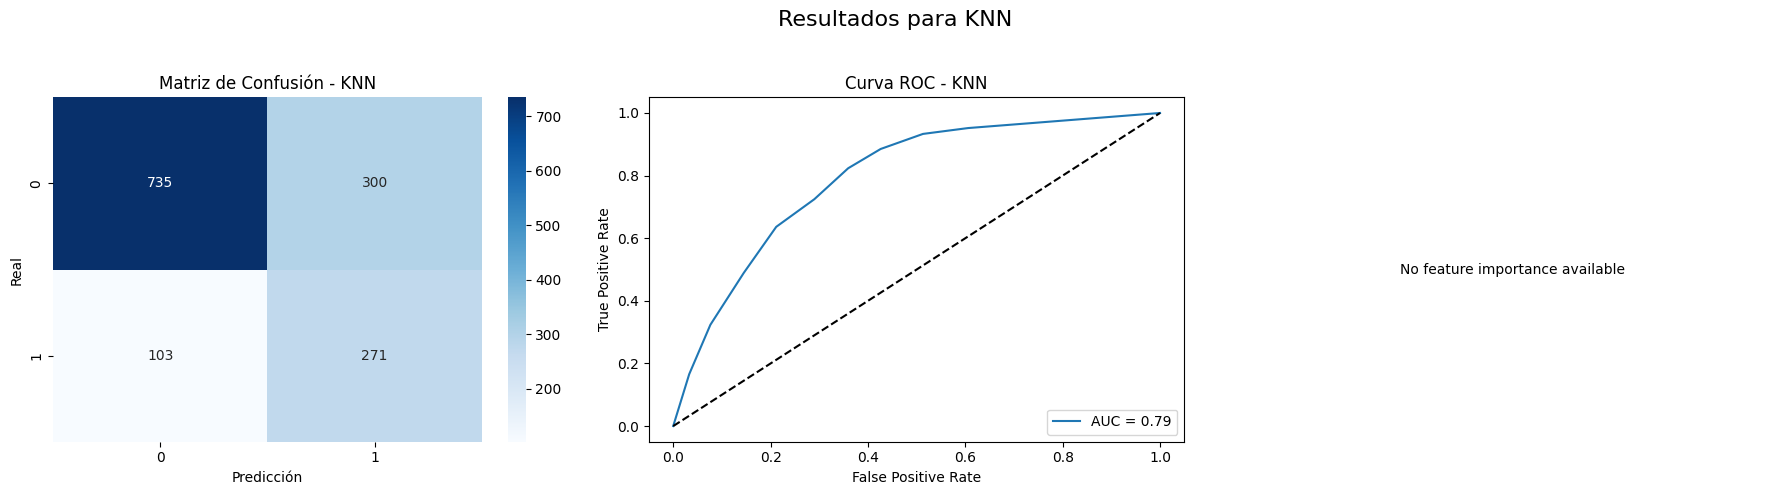 Resultados para KNN
Matriz de Confusión - KNN
735
300
103
271
0
1
Real
0
1
Predicción
700
600
500
400
300
200
Curva ROC - KNN
1.0
0.8
0.6
0.4
0.2
0.0
True Positive Rate
0.0
0.2
0.4
0.6
0.8
1.0
False Positive Rate
AUC = 0.79
No feature importance available